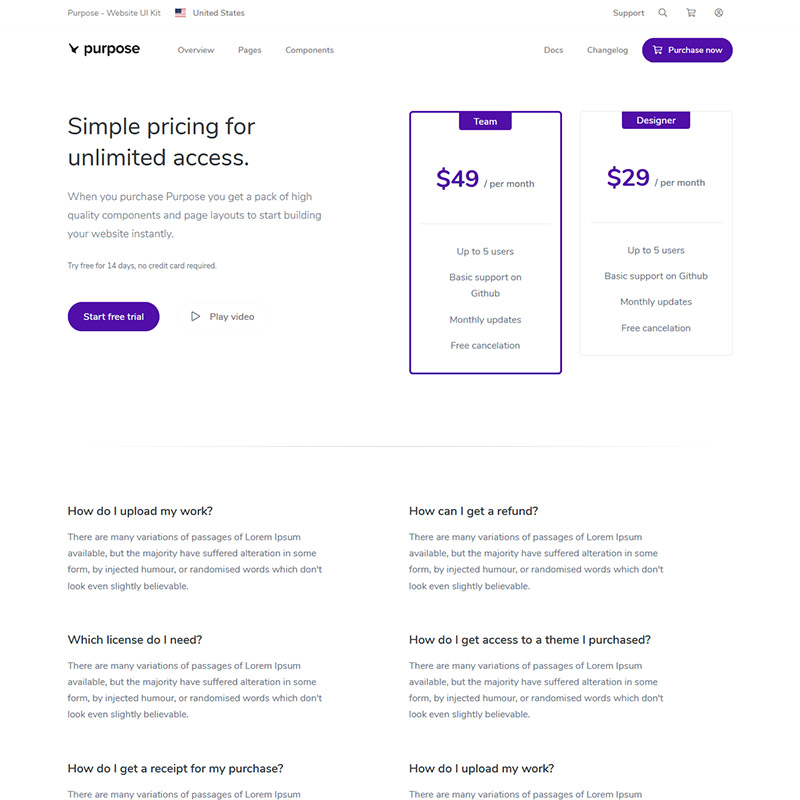 Purpose - Website UI Kit
United States
Support
purpose
Overview
Pages
Components
Docs
Changelog
Purchase now
Simple pricing for
unlimited access.
When you purchase Purpose you get a pack of high
quality components and page layouts to start building
your website instantly.
Try free for 14 days, no credit card required.
Start free trial
Play video
Team
$49 / per month
Up to 5 users
Basic support on
Github
Monthly updates
Free cancelation
Designer
$29 / per month
Up to 5 users
Basic support on Github
Monthly updates
Free cancelation
How do I upload my work?
There are many variations of passages of Lorem Ipsum
available, but the majority have suffered alteration in some
form, by injected humour, or randomised words which don't
look even slightly believable.
How can I get a refund?
There are many variations of passages of Lorem Ipsum
available, but the majority have suffered alteration in some
form, by injected humour, or randomised words which don't
look even slightly believable.
Which license do I need?
There are many variations of passages of Lorem Ipsum
available, but the majority have suffered alteration in some
form, by injected humour, or randomised words which don't
look even slightly believable.
How do I get access to a theme I purchased?
There are many variations of passages of Lorem Ipsum
available, but the majority have suffered alteration in some
form, by injected humour, or randomised words which don't
look even slightly believable.
How do I get a receipt for my purchase?
There are many variations of passages of Lorem Ipsum
How do I upload my work?
There are many variations of passages of Lorem Ipsum